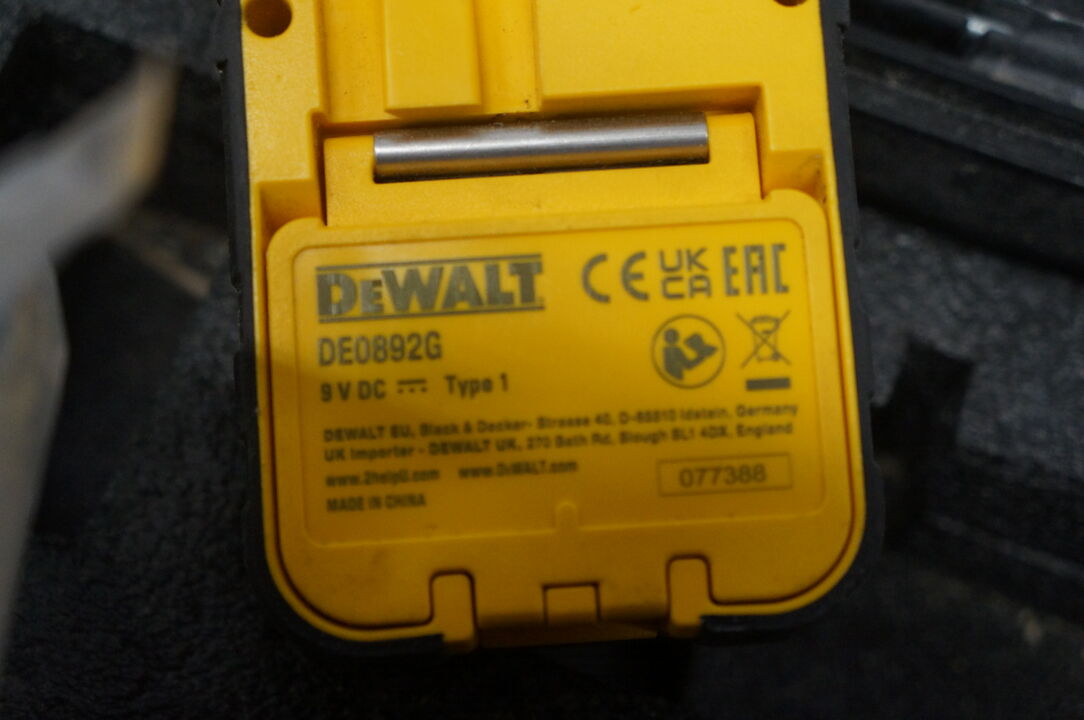 DEWALT
CE UK CA EAC
DE0892G
9 V DC Type 1
DEWALT EU, Black & Decker- Strasse 40, D-65510 Idstein, Germany
UK Importer - DEWALT UK, 270 Bath Rd, Slough SL1 4DX, England
www.2helpU.com www.DeWALT.com
077388
MADE IN CHINA